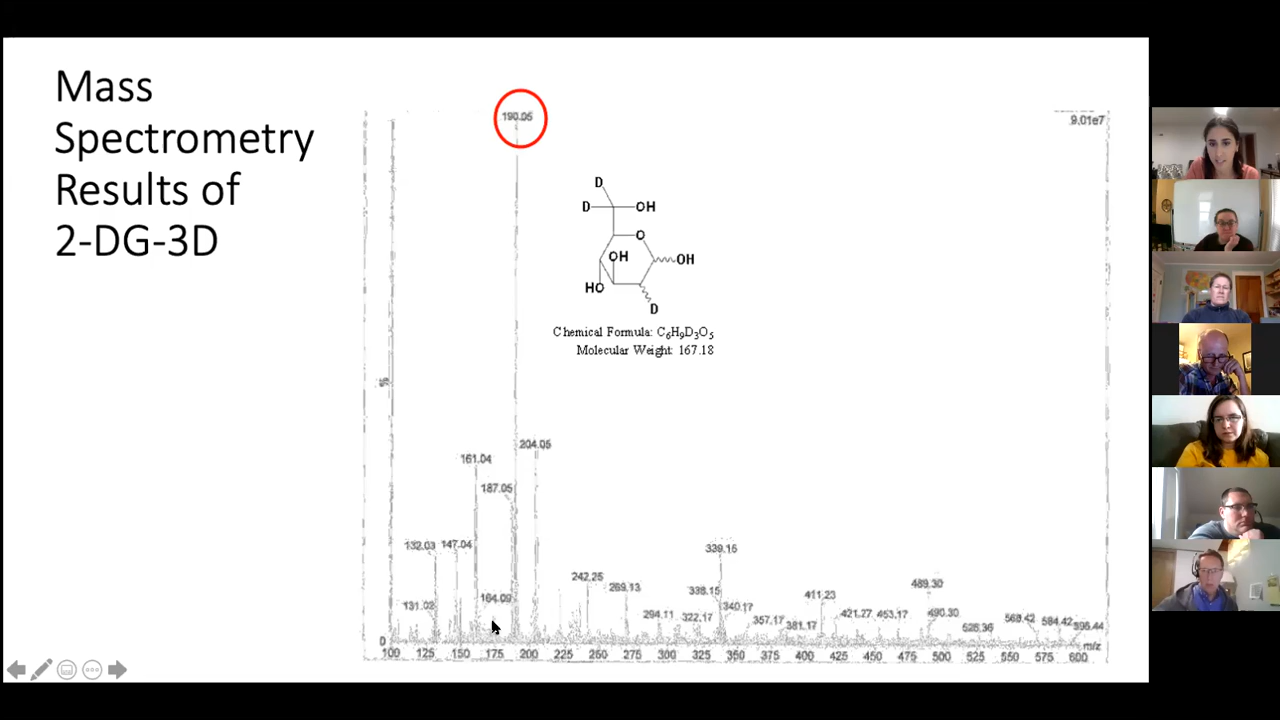 Mass
Spectrometry
Results of
2-DG-3D
190.05
9.01e7
D
D
OH
O
OH
OH
HO
D
Chemical Formula: C6H9D3O5
Molecular Weight: 167.18
%
204.05
161.04
187.05
132.03
147.04
339.15
164.09
131.02
242.25
269.13
338.15
411.23
489.30
294.11
322.17
340.17
357.17
381.17
421.27
453.17
490.30
526.36
584.42
0
100 125 150 175 200 225 250 275 300 325 350 375 400 425 450 475 500 525 550 575 600
m/z